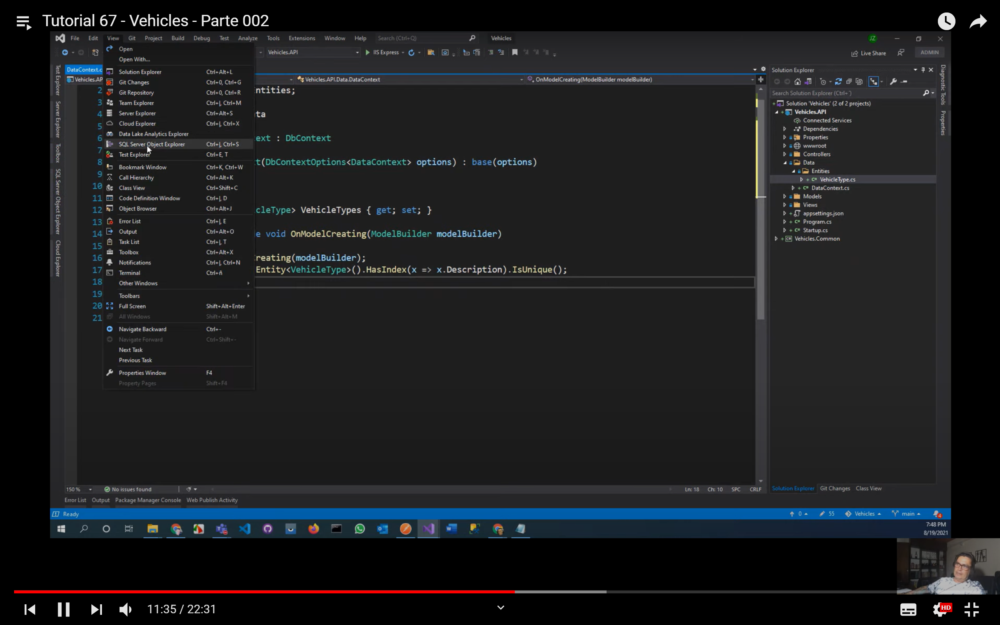 Tutorial 67 - Vehicles - Parte 002
File Edit View Git Project Build Debug Test Analyze Tools Extensions Window Help Search (Ctrl+Q) Vehicles JZ
Vehicles.API IIS Express Live Share ADMIN
Open
Open With...
Solution Explorer Ctrl+Alt+L
Git Changes Ctrl+0, Ctrl+G
Git Repository Ctrl+0, Ctrl+R
Team Explorer Ctrl+|, Ctrl+M
Server Explorer Ctrl+Alt+S
Cloud Explorer Ctrl+|, Ctrl+X
Data Lake Analytics Explorer
SQL Server Object Explorer Ctrl+|, Ctrl+S
Test Explorer Ctrl+E, T
Bookmark Window Ctrl+K, Ctrl+W
Call Hierarchy Ctrl+Alt+K
Class View Ctrl+Shift+C
Code Definition Window Ctrl+|, D
Object Browser Ctrl+Alt+J
Error List Ctrl+|, E
Output Ctrl+Alt+O
Task List Ctrl+|, T
Toolbox Ctrl+Alt+X
Notifications Ctrl+|, Ctrl+N
Terminal Ctrl+ñ
Other Windows
Toolbars
Full Screen Shift+Alt+Enter
All Windows Shift+Alt+M
Navigate Backward Ctrl+-
Navigate Forward Ctrl+Shift+-
Next Task
Previous Task
Properties Window F4
Property Pages Shift+F4
Test Explorer
Server Explorer
Toolbox
SQL Server Object Explorer
Cloud Explorer
DataContext.c
Vehicles.AP Vehicles.API.Data.DataContext OnModelCreating(ModelBuilder modelBuilder)
2 ntities;
3
4 ta
5
6 ext : DbContext
7
8 t(DbContextOptions<DataContext> options) : base(options)
9
10
11
12 cleType> VehicleTypes { get; set; }
13
14 e void OnModelCreating(ModelBuilder modelBuilder)
15
16 reating(modelBuilder);
17 Entity<VehicleType>().HasIndex(x => x.Description).IsUnique();
18
19
20
21
Solution Explorer
Search Solution Explorer (Ctrl+´)
Solution 'Vehicles' (2 of 2 projects)
Vehicles.API
Connected Services
Dependencies
Properties
wwwroot
Controllers
Data
Entities
VehicleType.cs
DataContext.cs
Models
Views
appsettings.json
Program.cs
Startup.cs
Vehicles.Common
Diagnostic Tools
Properties
150 % No issues found Ln: 18 Ch: 10 SPC CRLF
Solution Explorer Git Changes Class View
Error List Output Package Manager Console Web Publish Activity
Ready 0 55 Vehicles main 4
7:48 PM
8/19/2021
11:35 / 22:31 HD